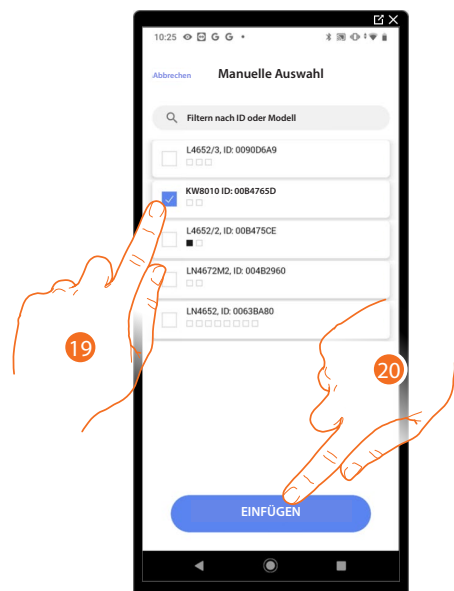 10:25 G G
Abbrechen Manuelle Auswahl
Filtern nach ID oder Modell
L4652/3, ID: 0090D6A9
KW8010 ID: 00B4765D
L4652/2, ID: 00B475CE
LN4672M2, ID: 004B2960
LN4652, ID: 0063BA80
19
20
EINFÜGEN